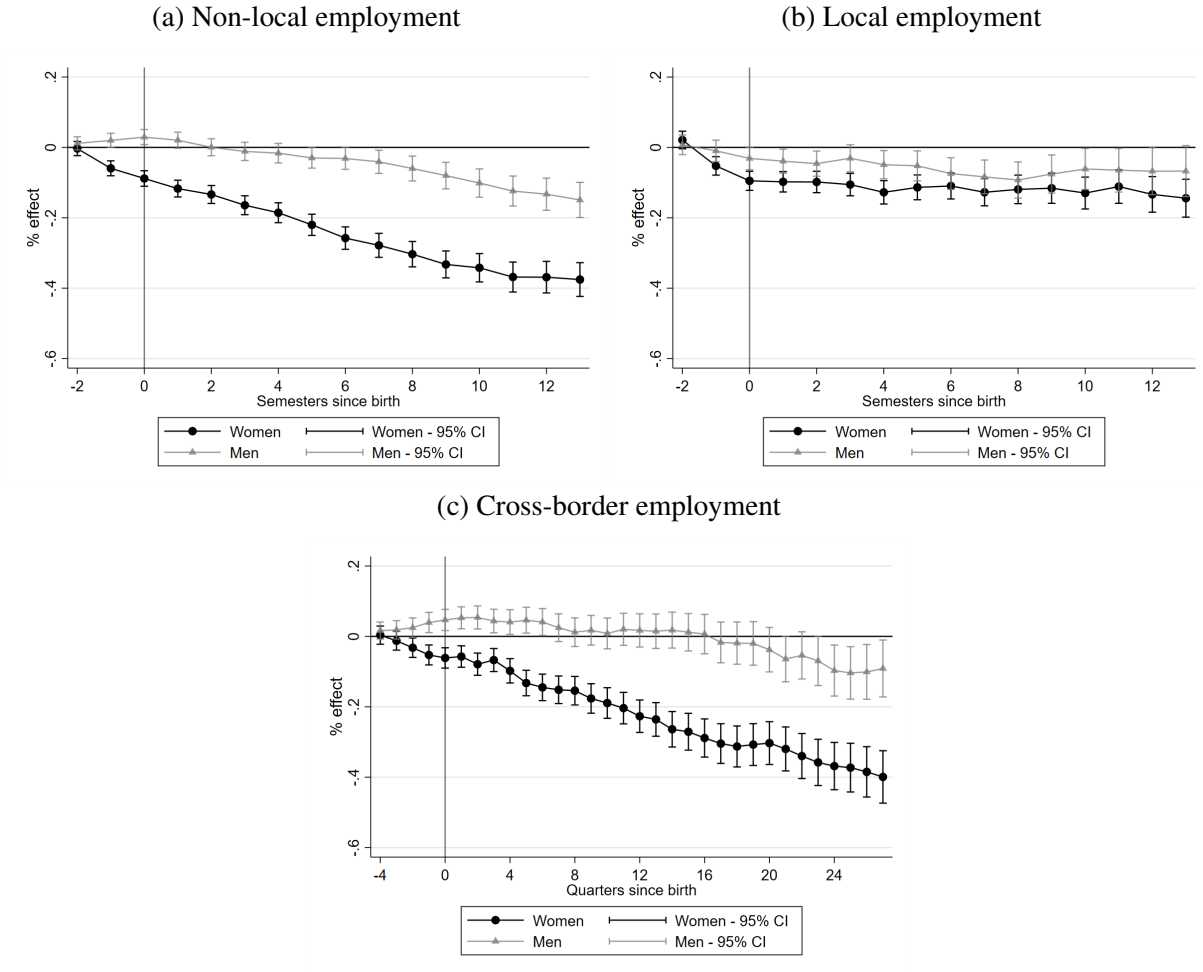 (a) Non-local employment
.2
0
-.2
-.4
-.6
% effect
-2 0 2 4 6 8 10 12
Semesters since birth
Women Women - 95% CI
Men Men - 95% CI
(b) Local employment
.2
0
-.2
-.4
-.6
% effect
-2 0 2 4 6 8 10 12
Semesters since birth
Women Women - 95% CI
Men Men - 95% CI
(c) Cross-border employment
.2
0
-.2
-.4
-.6
% effect
-4 0 4 8 12 16 20 24
Quarters since birth
Women Women - 95% CI
Men Men - 95% CI